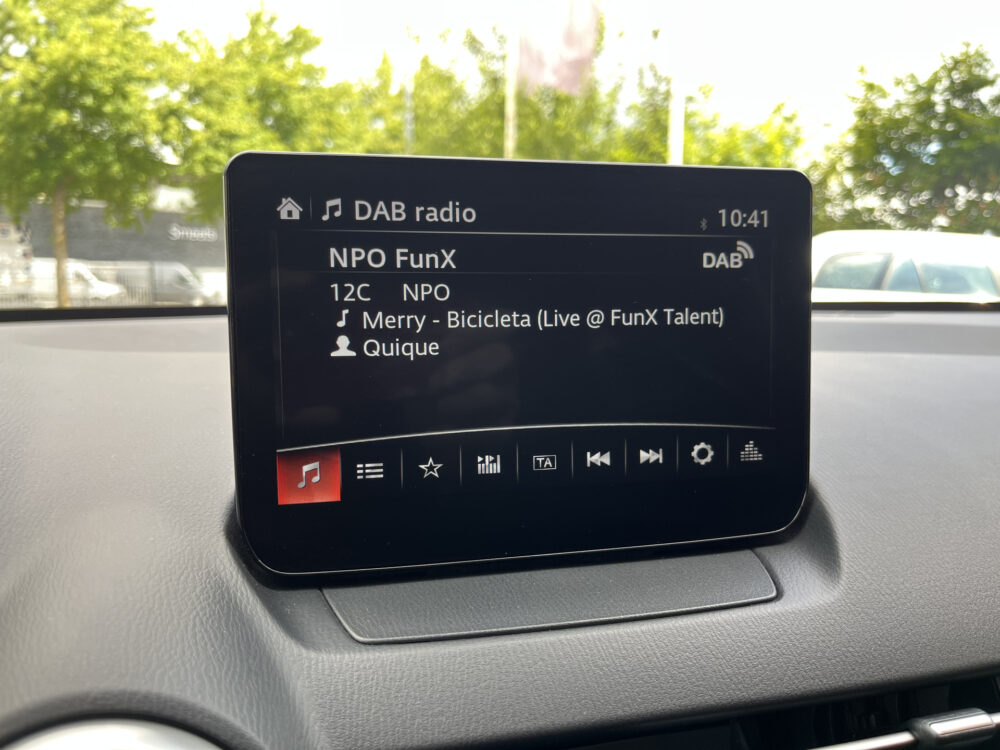 DAB radio
10:41
NPO FunX
DAB
12C NPO
Merry - Bicicleta (Live @ FunX Talent)
Quique
TA